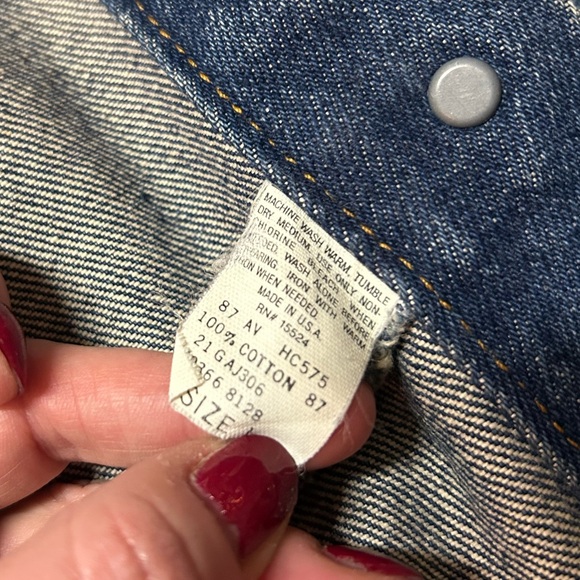 MACHINE WASH WARM. TUMBLE
DRY MEDIUM. USE ONLY NON
CHLORINE BLEACH WHEN
NEEDED. WASH ALONE BEFORE
WEARING. IRON WITH WARM
IRON WHEN NEEDED.
MADE IN U.S.A.
RN# 15524
87 AV HC575
100% COTTON 87
21 GAJ306
0366 8128
SIZE